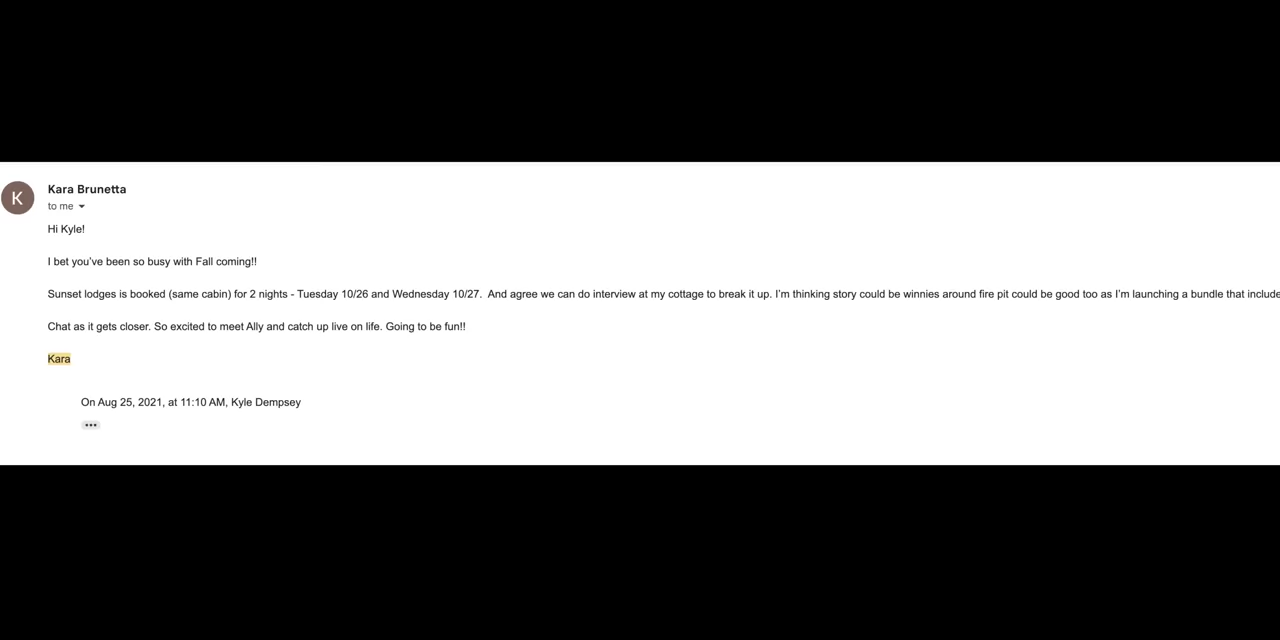 K
Kara Brunetta
to me
Hi Kyle!
I bet you've been so busy with Fall coming!!
Sunset lodges is booked (same cabin) for 2 nights - Tuesday 10/26 and Wednesday 10/27.  And agree we can do interview at my cottage to break it up. I'm thinking story could be winnies around fire pit could be good too as I'm launching a bundle that include
Chat as it gets closer. So excited to meet Ally and catch up live on life. Going to be fun!!
Kara
On Aug 25, 2021, at 11:10 AM, Kyle Dempsey